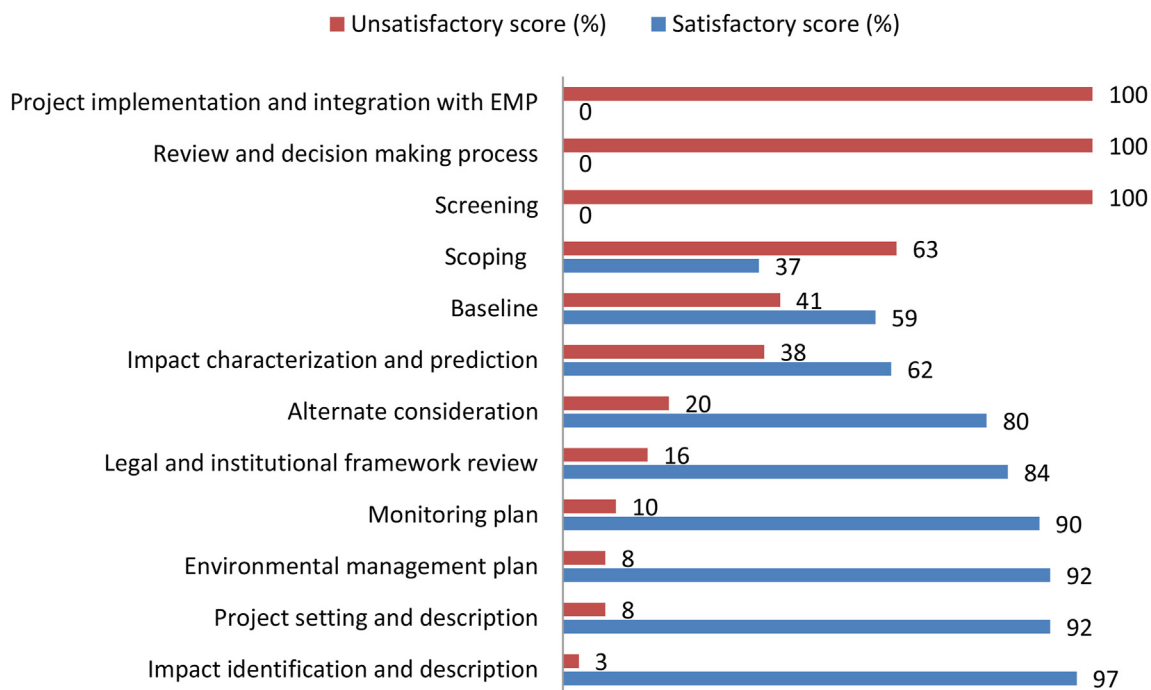 Unsatisfactory score (%) Satisfactory score (%)
Project implementation and integration with EMP 100
0
Review and decision making process 100
0
Screening 100
0
Scoping 63
37
Baseline 41
59
Impact characterization and prediction 38
62
Alternate consideration 20
80
Legal and institutional framework review 16
84
Monitoring plan 10
90
Environmental management plan 8
92
Project setting and description 8
92
Impact identification and description 3
97